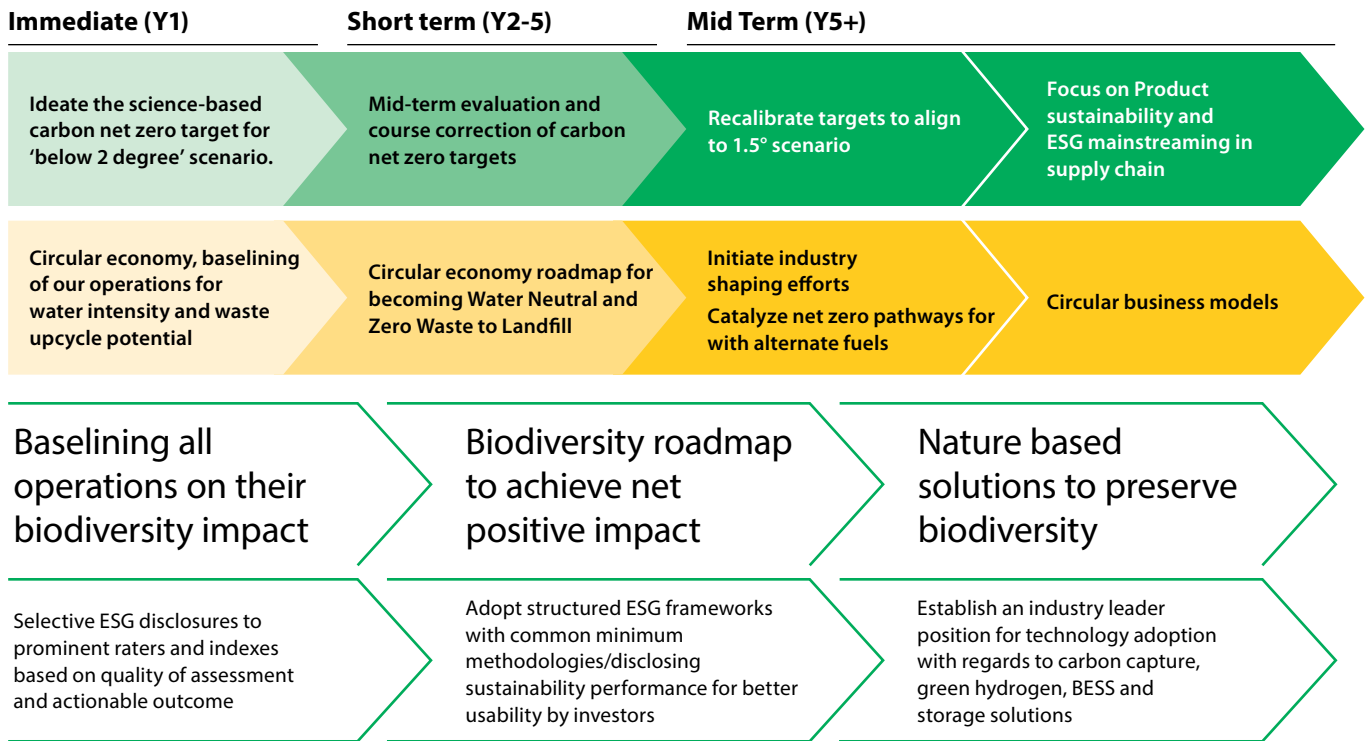 Immediate (Y1)
Short term (Y2-5)
Mid Term (Y5+)
Ideate the science-based
carbon net zero target for
‘below 2 degree’ scenario.
Mid-term evaluation and
course correction of carbon
net zero targets
Recalibrate targets to align
to 1.5° scenario
Focus on Product
sustainability and
ESG mainstreaming in
supply chain
Circular economy, baselining
of our operations for
water intensity and waste
upcycle potential
Circular economy roadmap for
becoming Water Neutral and
Zero Waste to Landfill
Initiate industry
shaping efforts
Catalyze net zero pathways for
with alternate fuels
Circular business models
Baselining all
operations on their
biodiversity impact
Biodiversity roadmap
to achieve net
positive impact
Nature based
solutions to preserve
biodiversity
Selective ESG disclosures to
prominent raters and indexes
based on quality of assessment
and actionable outcome
Adopt structured ESG frameworks
with common minimum
methodologies/disclosing
sustainability performance for better
usability by investors
Establish an industry leader
position for technology adoption
with regards to carbon capture,
green hydrogen, BESS and
storage solutions